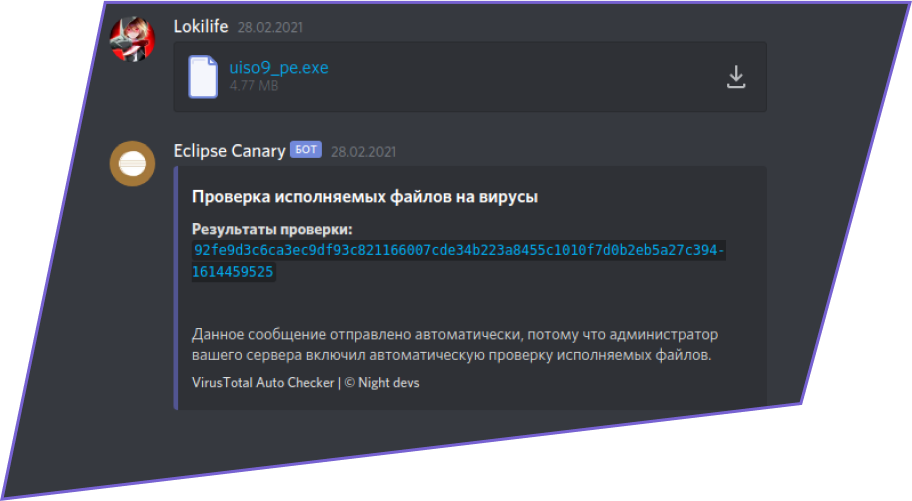 Lokilife 28.02.2021
uiso9_pe.exe
4.77 MB
Eclipse Canary БОТ 28.02.2021
Проверка исполняемых файлов на вирусы
Результаты проверки:
92fe9d3c6ca3ec9df93c821166007cde34b223a8455c1010f7d0b2eb5a27c394-
1614459525
Данное сообщение отправлено автоматически, потому что администратор
вашего сервера включил автоматическую проверку исполняемых файлов.
VirusTotal Auto Checker | © Night devs